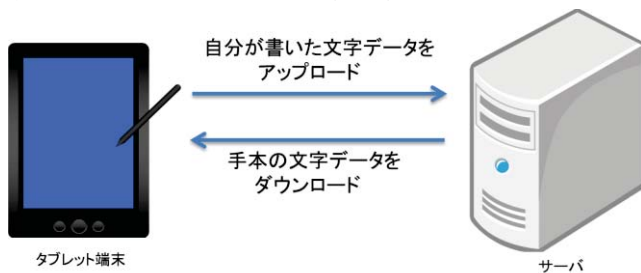 自分が書いた文字データを
アップロード
手本の文字データを
ダウンロード
タブレット端末
サーバ